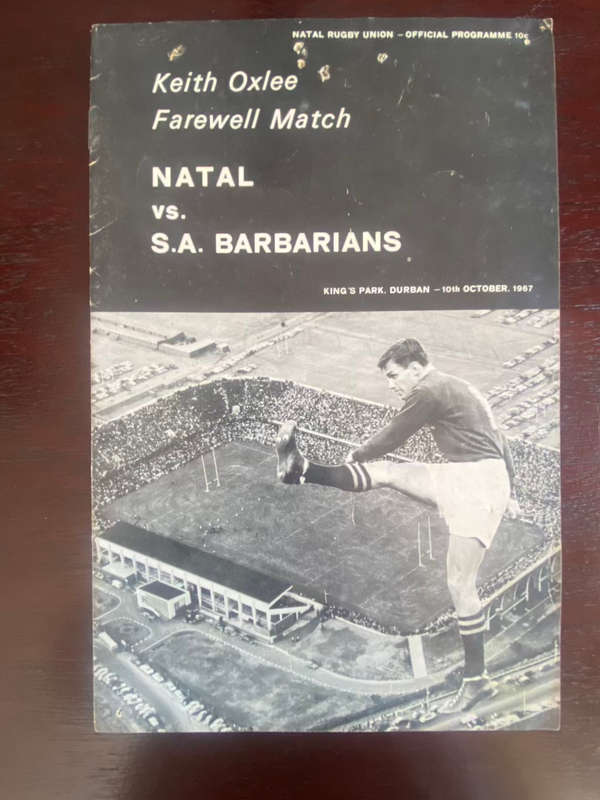 NATAL RUGBY UNION – OFFICIAL PROGRAMME 10c
Keith Oxlee
Farewell Match
NATAL
vs.
S.A. BARBARIANS
KING'S PARK. DURBAN – 10th OCTOBER. 1967